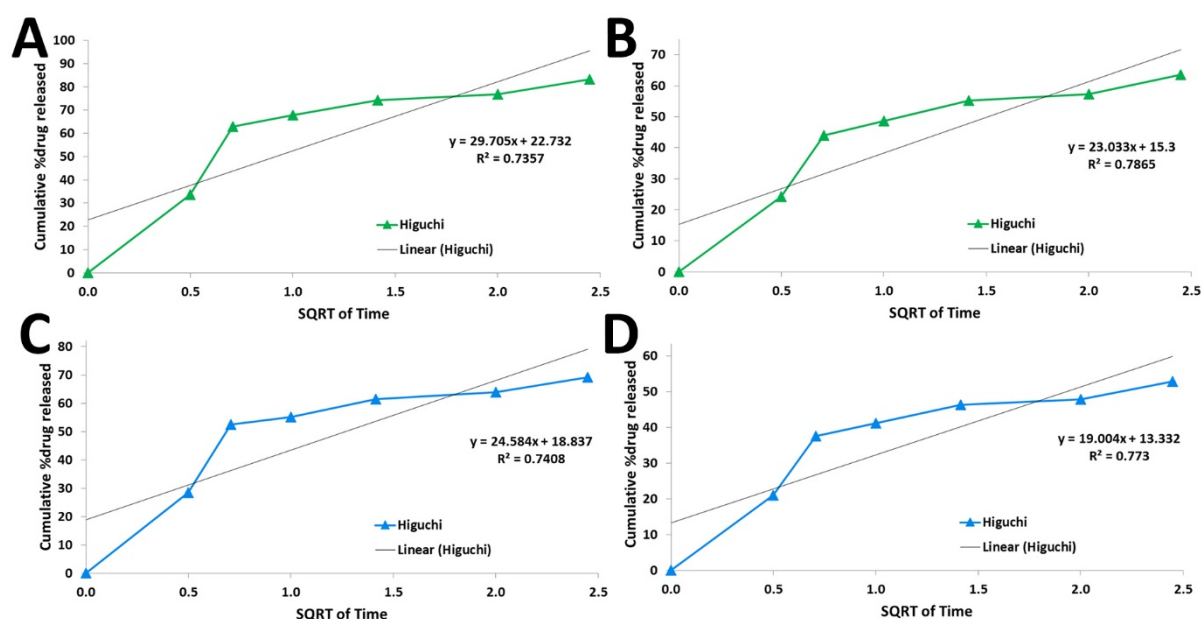 A
Cumulative %drug released
100
90
80
70
60
50
40
30
20
10
0
y = 29.705x + 22.732
R² = 0.7357
Higuchi
Linear (Higuchi)
0.0 0.5 1.0 1.5 2.0 2.5
SQRT of Time
B
Cumulative %drug released
70
60
50
40
30
20
10
0
y = 23.033x + 15.3
R² = 0.7865
Higuchi
Linear (Higuchi)
0.0 0.5 1.0 1.5 2.0 2.5
SQRT of Time
C
Cumulative %drug released
80
70
60
50
40
30
20
10
0
y = 24.584x + 18.837
R² = 0.7408
Higuchi
Linear (Higuchi)
0.0 0.5 1.0 1.5 2.0 2.5
SQRT of Time
D
Cumulative %drug released
60
50
40
30
20
10
0
y = 19.004x + 13.332
R² = 0.773
Higuchi
Linear (Higuchi)
0.0 0.5 1.0 1.5 2.0 2.5
SQRT of Time